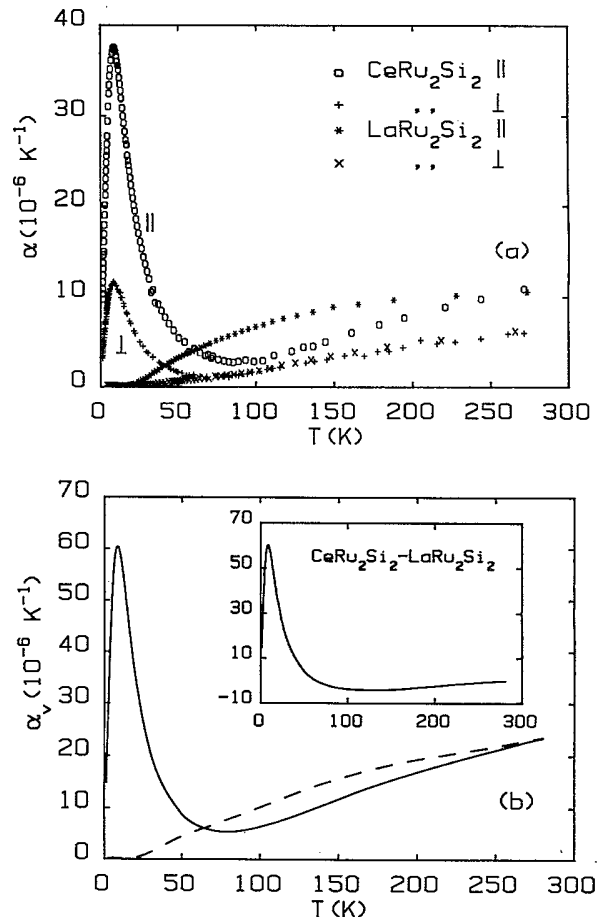 40
30
20
10
0
α (10⁻⁶ K⁻¹)
□ CeRu₂Si₂ ∥
+ ,, ⊥
* LaRu₂Si₂ ∥
× ,, ⊥
∥
⊥
(a)
0 50 100 150 200 250 300
T (K)
70
60
50
40
30
20
10
0
αᵥ (10⁻⁶ K⁻¹)
70
50
30
10
-10
CeRu₂Si₂-LaRu₂Si₂
0 100 200 300
(b)
0 50 100 150 200 250 300
T (K)